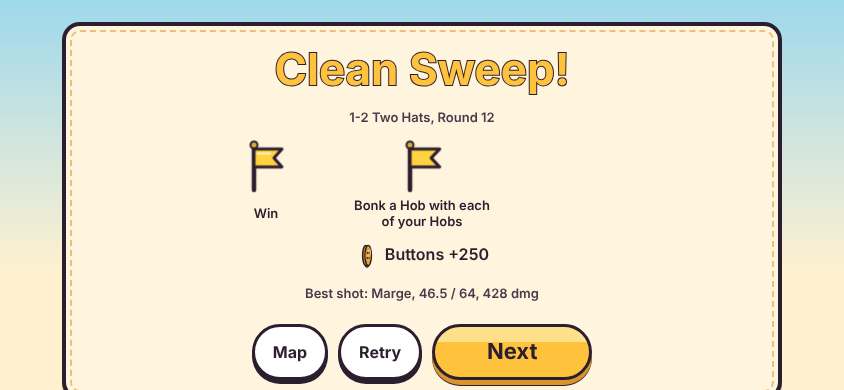 Clean Sweep!
1-2 Two Hats, Round 12
Win
Bonk a Hob with each
of your Hobs
Buttons +250
Best shot: Marge, 46.5 / 64, 428 dmg
Map
Retry
Next